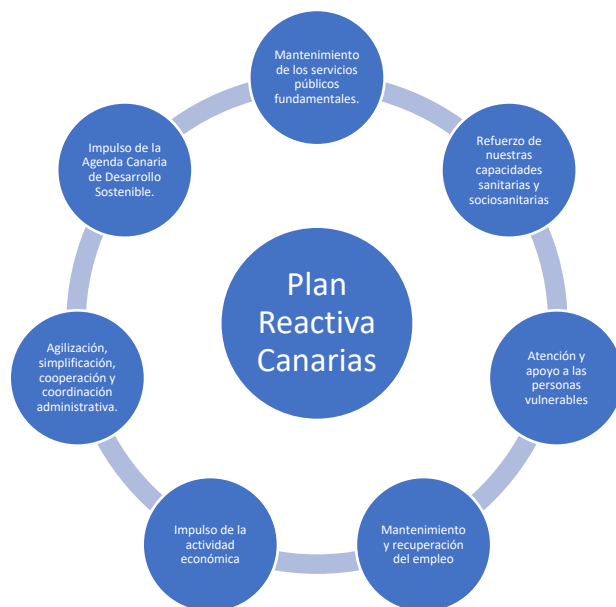 Mantenimiento
de los servicios
públicos
fundamentales.
Refuerzo de
nuestras
capacidades
sanitarias y
sociosanitarias
Atención y
apoyo a las
personas
vulnerables
Mantenimiento
y recuperación
del empleo
Impulso de la
actividad
económica
Agilización,
simplificación,
cooperación y
coordinación
administrativa.
Impulso de la
Agenda Canaria
de Desarrollo
Sostenible.
Plan
Reactiva
Canarias